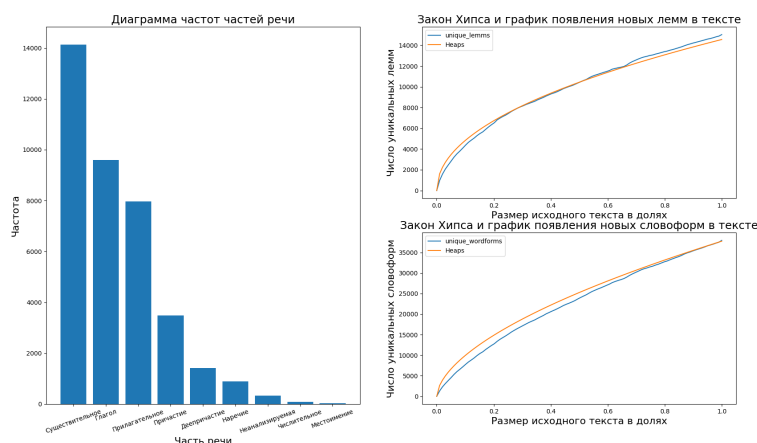 Диаграмма частот частей речи
Частота
14000
12000
10000
8000
6000
4000
2000
0
Существительное
Глагол
Прилагательное
Причастие
Деепричастие
Наречие
Неанализируемая
Числительное
Местоимение
Часть речи
Закон Хипса и график появления новых лемм в тексте
unique_lemms
Heaps
Число уникальных лемм
14000
12000
10000
8000
6000
4000
2000
0
0.0 0.2 0.4 0.6 0.8 1.0
Размер исходного текста в долях
Закон Хипса и график появления новых словоформ в тексте
unique_wordforms
Heaps
Число уникальных словоформ
35000
30000
25000
20000
15000
10000
5000
0
0.0 0.2 0.4 0.6 0.8 1.0
Размер исходного текста в долях